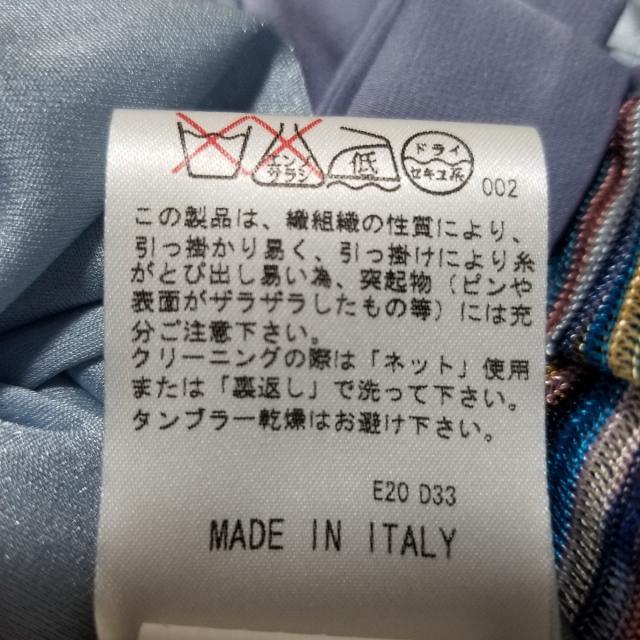 エンソ
サラシ
低
ドライ
セキユ系
002
この製品は、繊組織の性質により、
引っ掛かり易く、引っ掛けにより糸
がとび出し易い為、突起物（ピンや
表面がザラザラしたもの等）には充
分ご注意下さい。
クリーニングの際は「ネット」使用
または「裏返し」で洗って下さい。
タンブラー乾燥はお避け下さい。
E20 D33
MADE IN ITALY